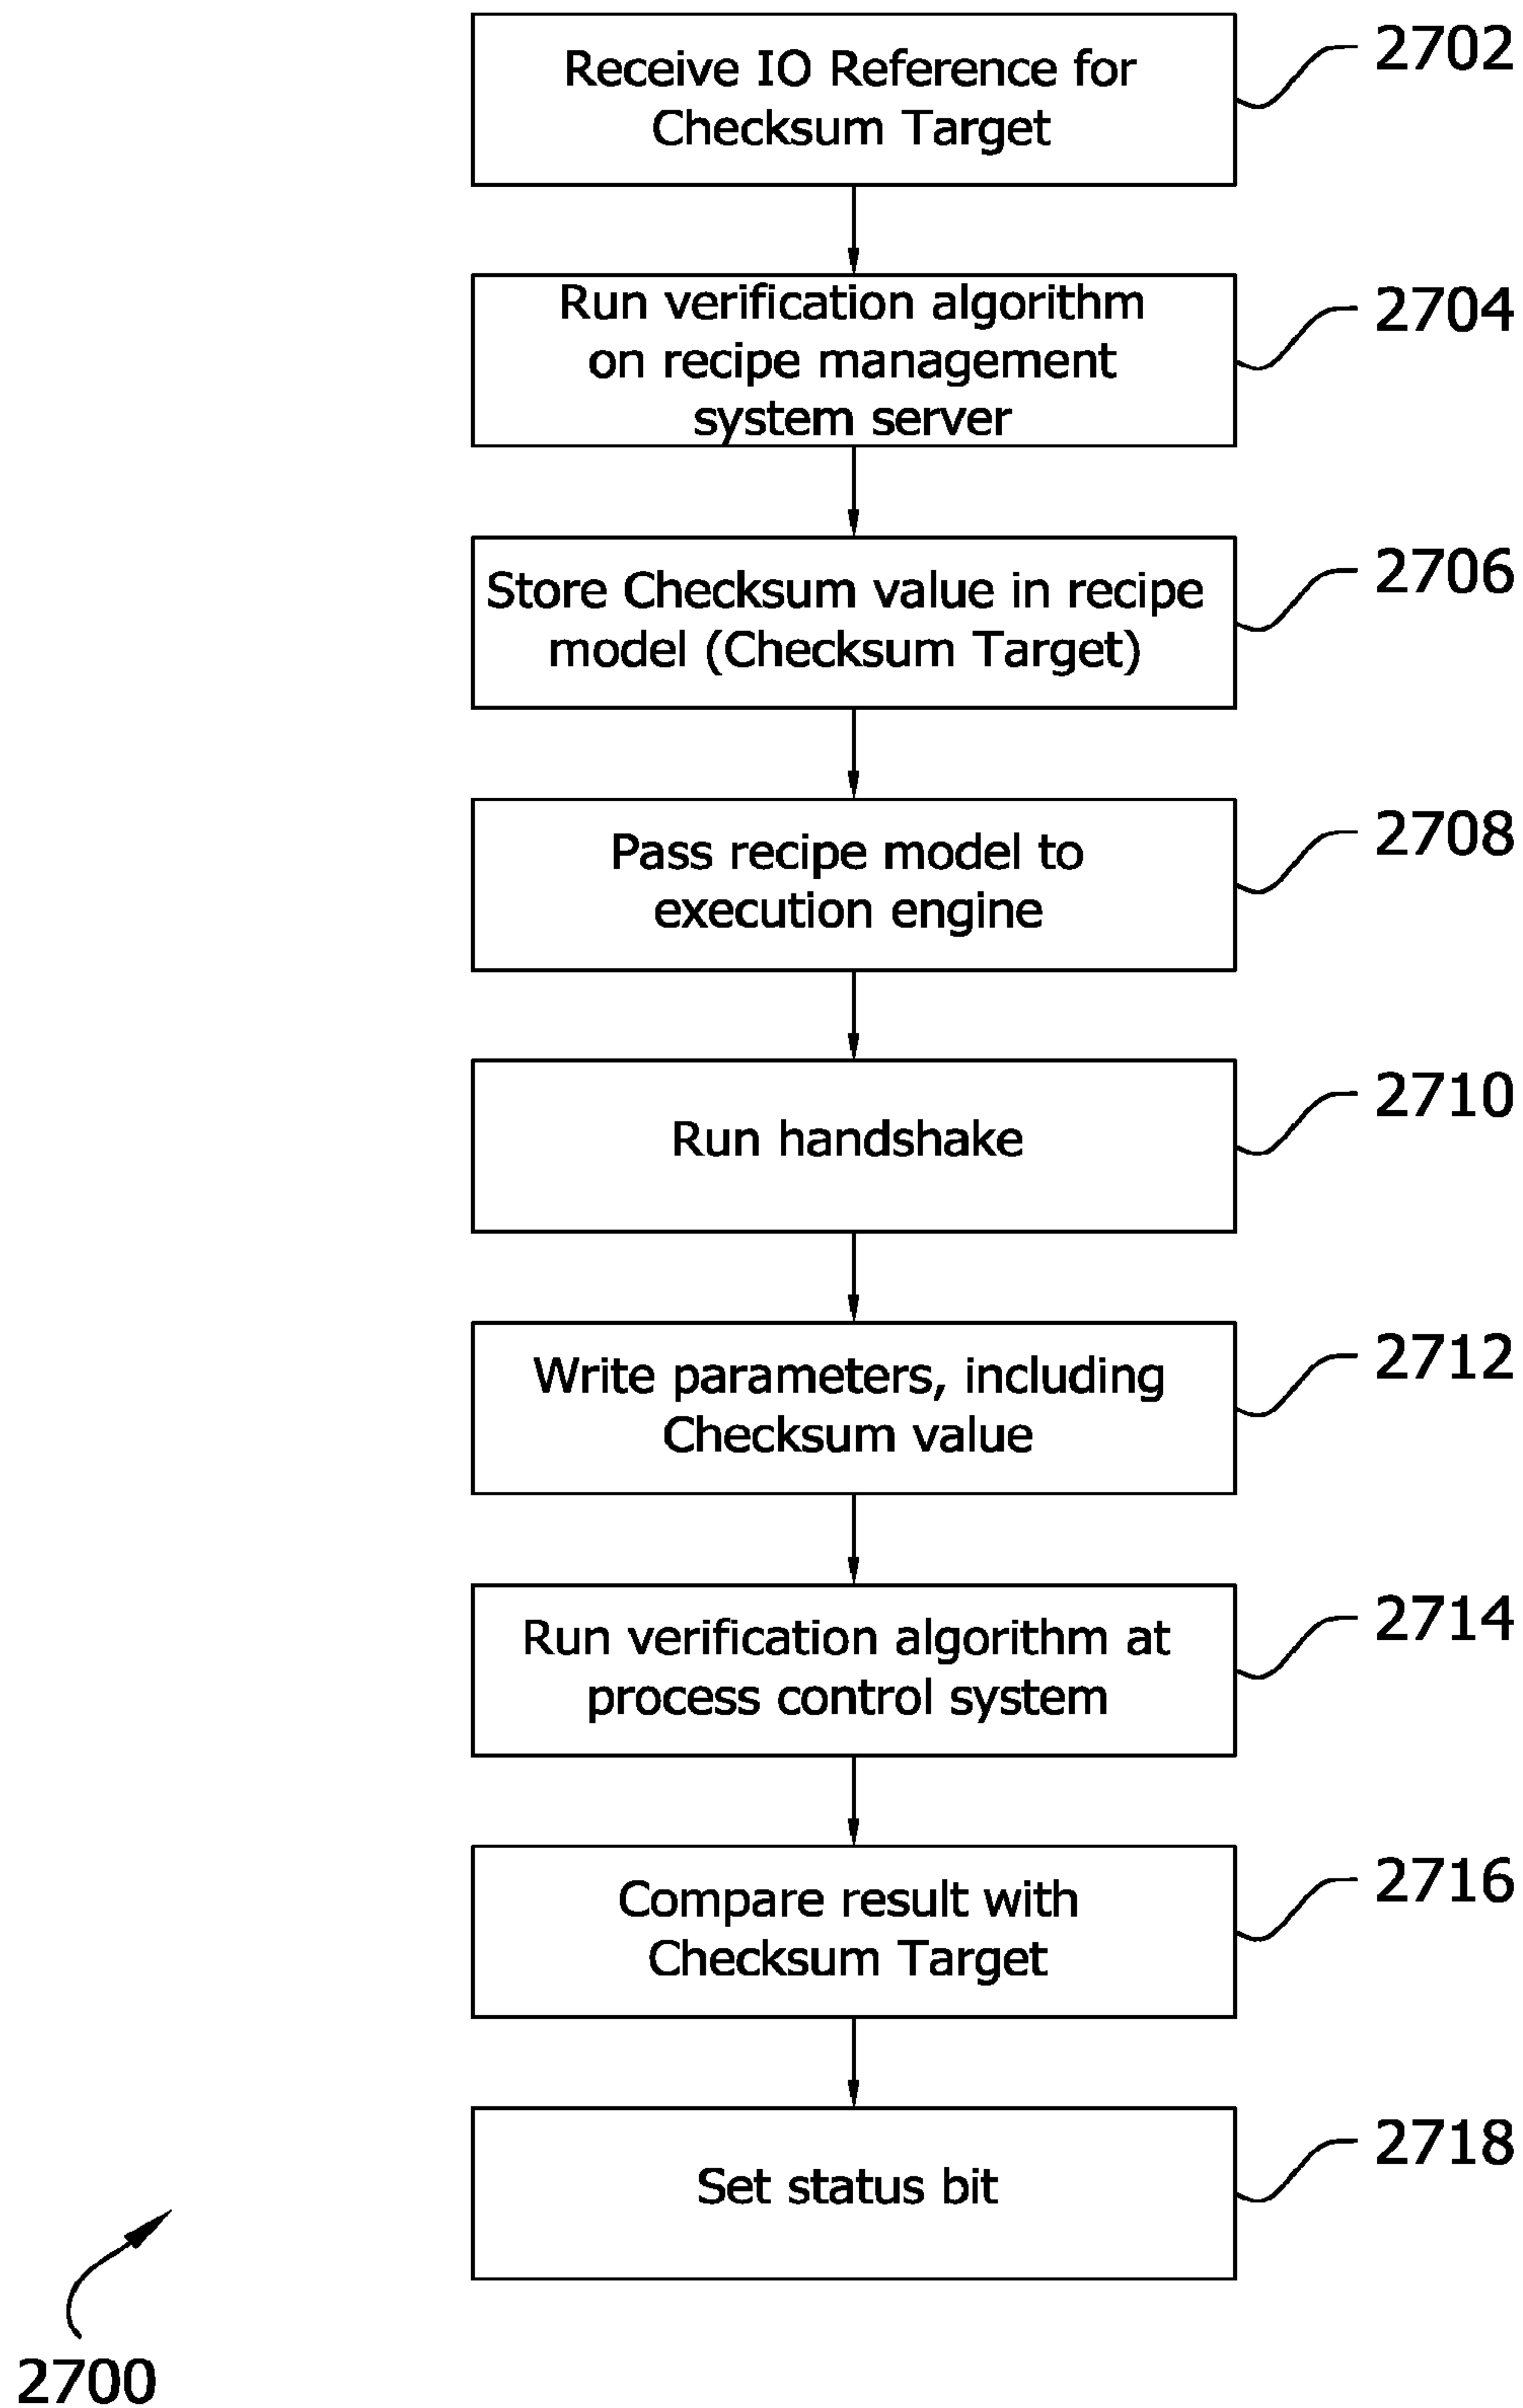 Receive IO Reference for
Checksum Target
2702
Run verification algorithm
on recipe management
system server
2704
Store Checksum value in recipe
model (Checksum Target)
2706
Pass recipe model to
execution engine
2708
Run handshake
2710
Write parameters, including
Checksum value
2712
Run verification algorithm at
process control system
2714
Compare result with
Checksum Target
2716
Set status bit
2718
2700